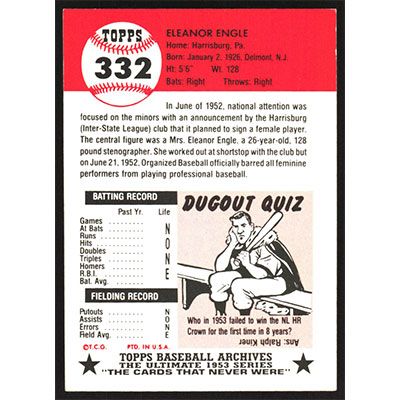 TOPPS
332
ELEANOR ENGLE
Home: Harrisburg, Pa.
Born: January 2, 1926, Delmont, N.J.
Ht: 5'6" Wt: 128
Bats: Right Throws: Right
In June of 1952, national attention was
focused on the minors with an announcement by the Harrisburg
(Inter-State League) club that it planned to sign a female player.
The central figure was a Mrs. Eleanor Engle, a 26-year-old, 128
pound stenographer. She worked out at shortstop with the club but
on June 21, 1952, Organized Baseball officially barred all feminine
performers from playing professional baseball.
BATTING RECORD
Past Yr. Life
Games
At Bats N
Runs
Hits O
Doubles
Triples N
Homers
R.B.I. E
Bat. Avg.
FIELDING RECORD
Putouts N
Assists O
Errors N
Field Avg. E
©T.C.G. PTD. IN U.S.A.
DUGOUT QUIZ
Who in 1953 failed to win the NL HR
Crown for the first time in 8 years?
Ans: Ralph Kiner
TOPPS BASEBALL ARCHIVES
THE ULTIMATE 1953 SERIES
"THE CARDS THAT NEVER WERE"